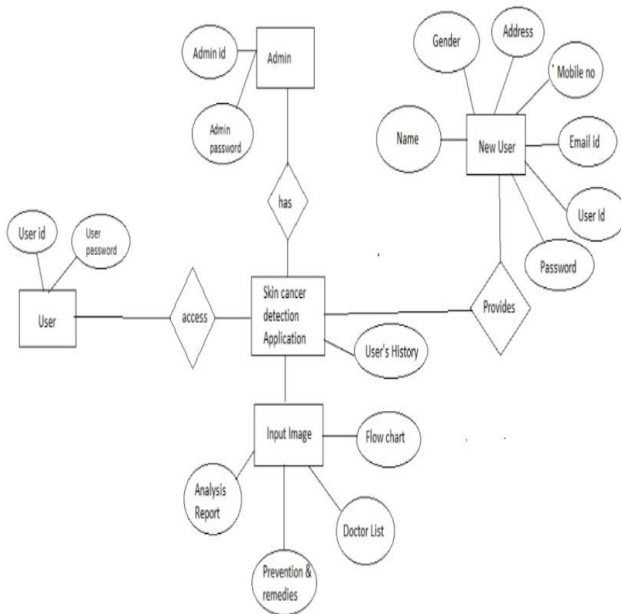 Gender
Address
Mobile no
Admin id
Admin
Admin
password
Name
New User
Email id
User Id
Password
has
User id
User
password
User
access
Skin cancer
detection
Application
Provides
User's History
Input Image
Flow chart
Analysis
Report
Doctor List
Prevention &
remedies